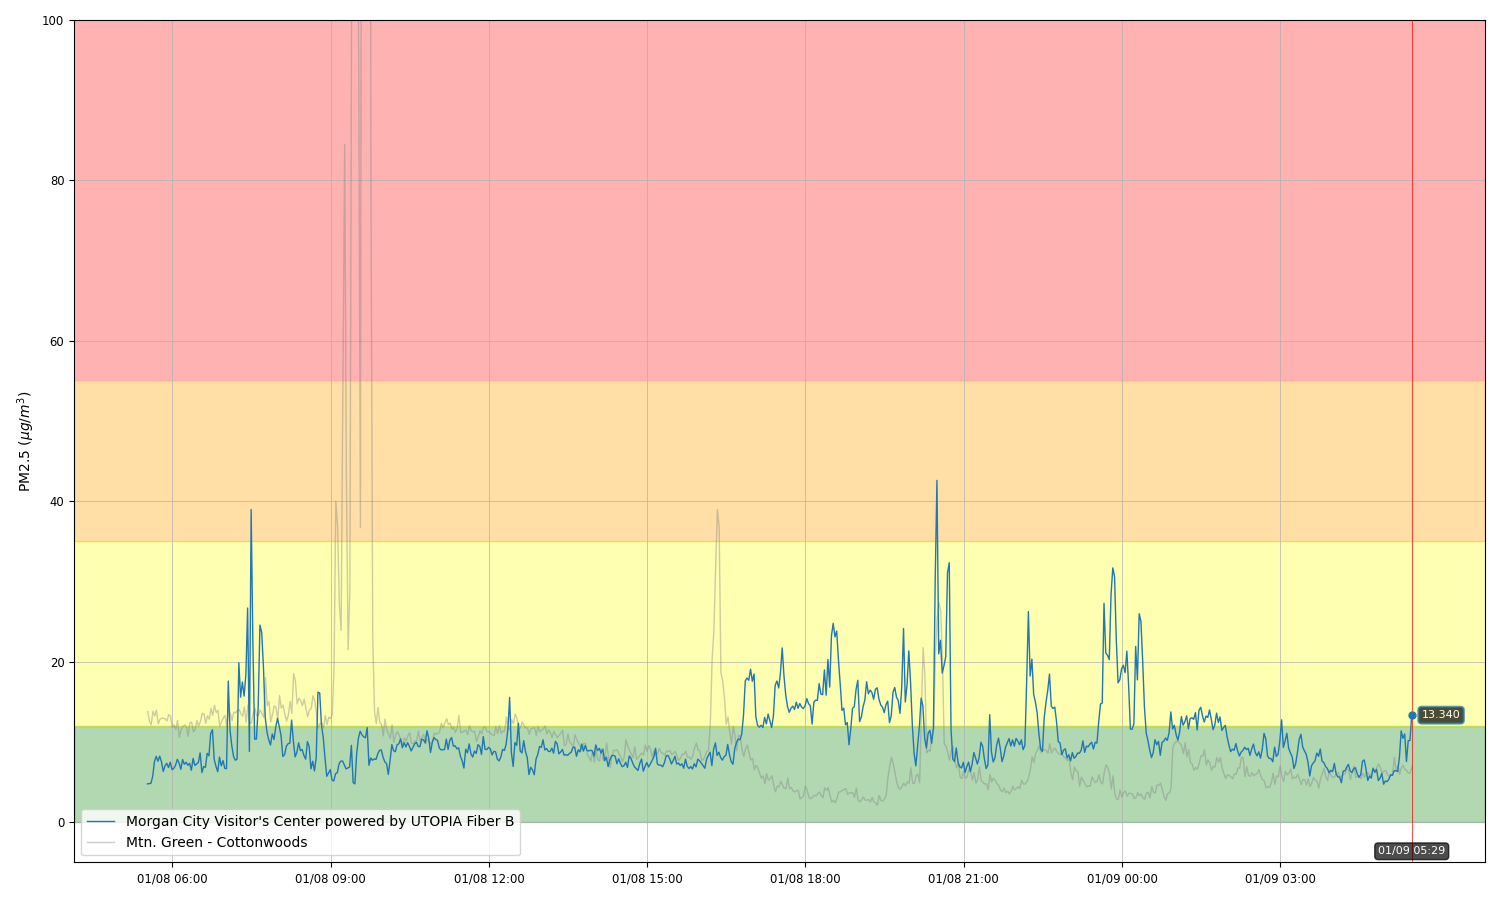 100
80
60
40
20
0
PM2.5 (µg/m³)
13.340
Morgan City Visitor's Center powered by UTOPIA Fiber B
Mtn. Green - Cottonwoods
01/09 05:29
01/08 06:00 01/08 09:00 01/08 12:00 01/08 15:00 01/08 18:00 01/08 21:00 01/09 00:00 01/09 03:00